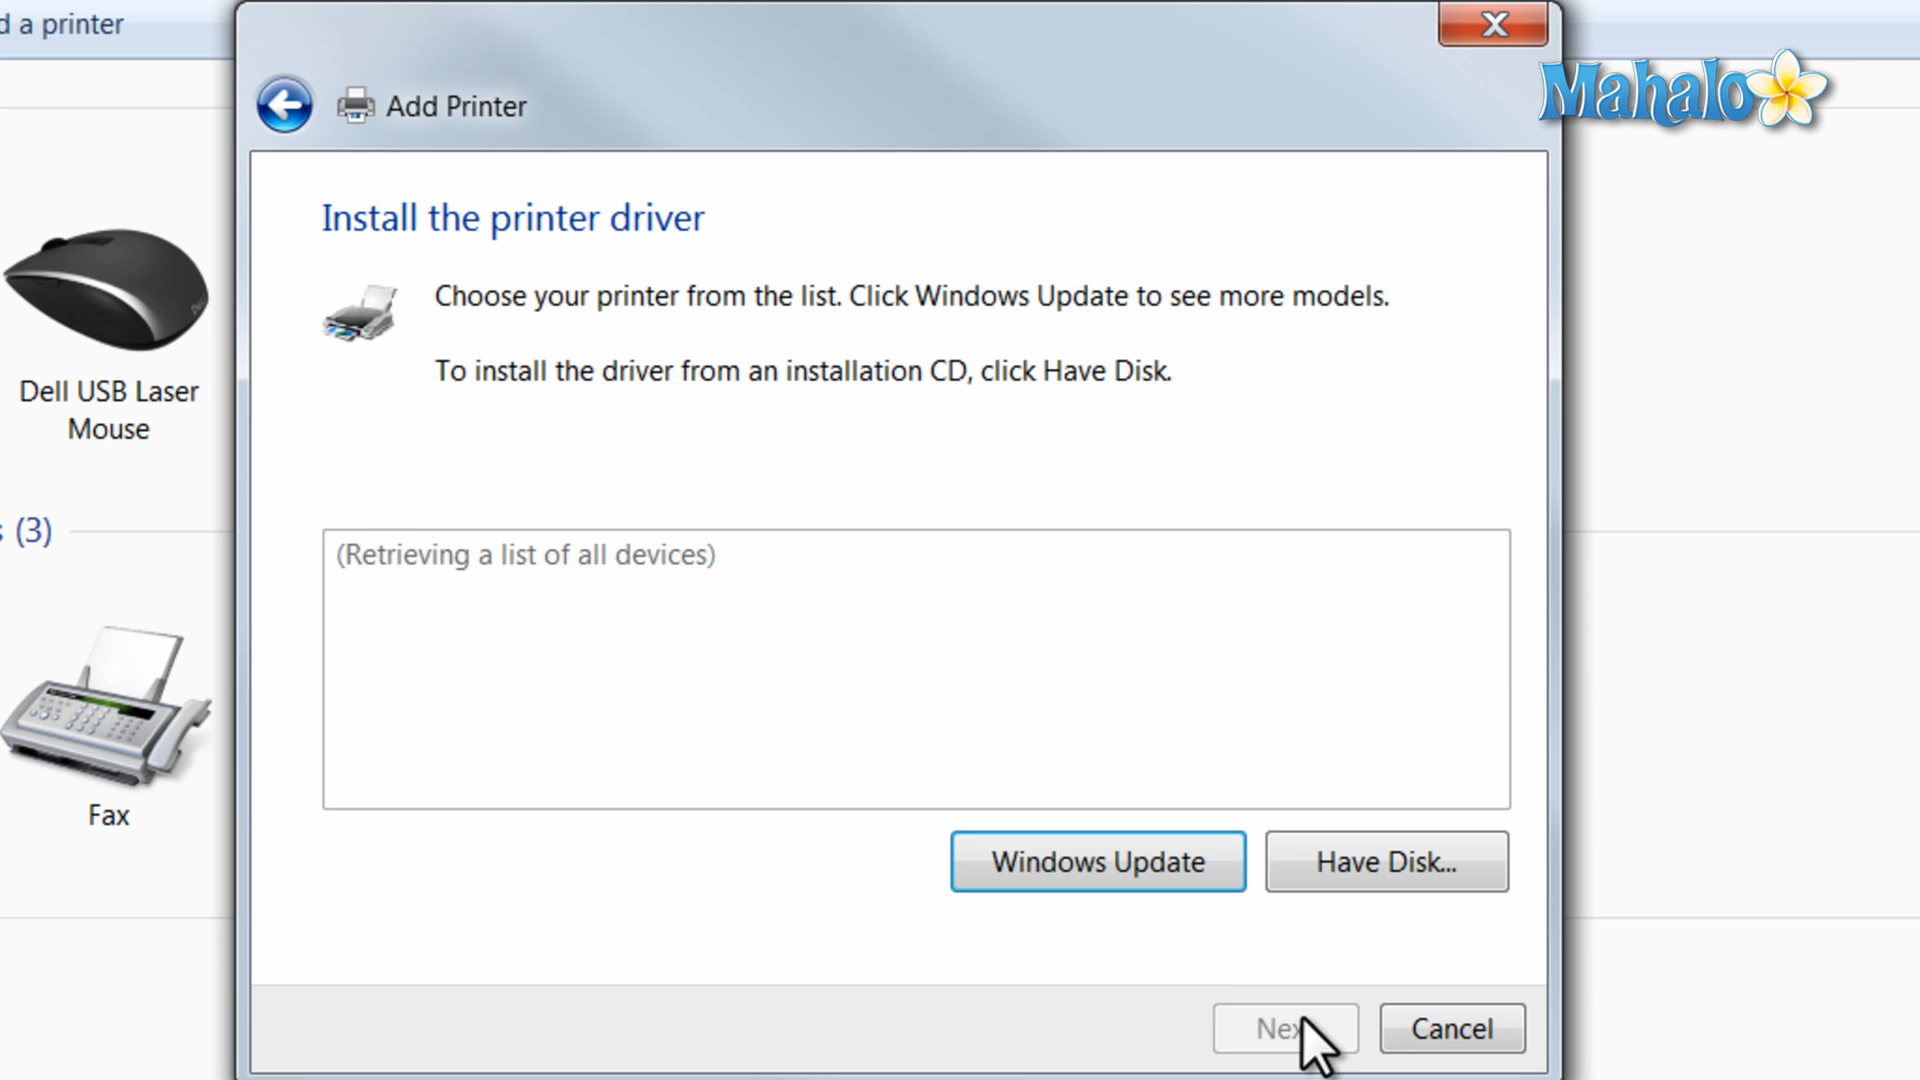 d a printer
Mahalo
Add Printer
Install the printer driver
Choose your printer from the list. Click Windows Update to see more models.
To install the driver from an installation CD, click Have Disk.
Dell USB Laser
Mouse
(3)
(Retrieving a list of all devices)
Fax
Windows Update
Have Disk...
Nex
Cancel